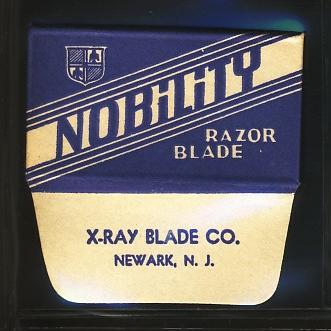 NOBILITY
RAZOR
BLADE
X-RAY BLADE CO.
NEWARK, N. J.